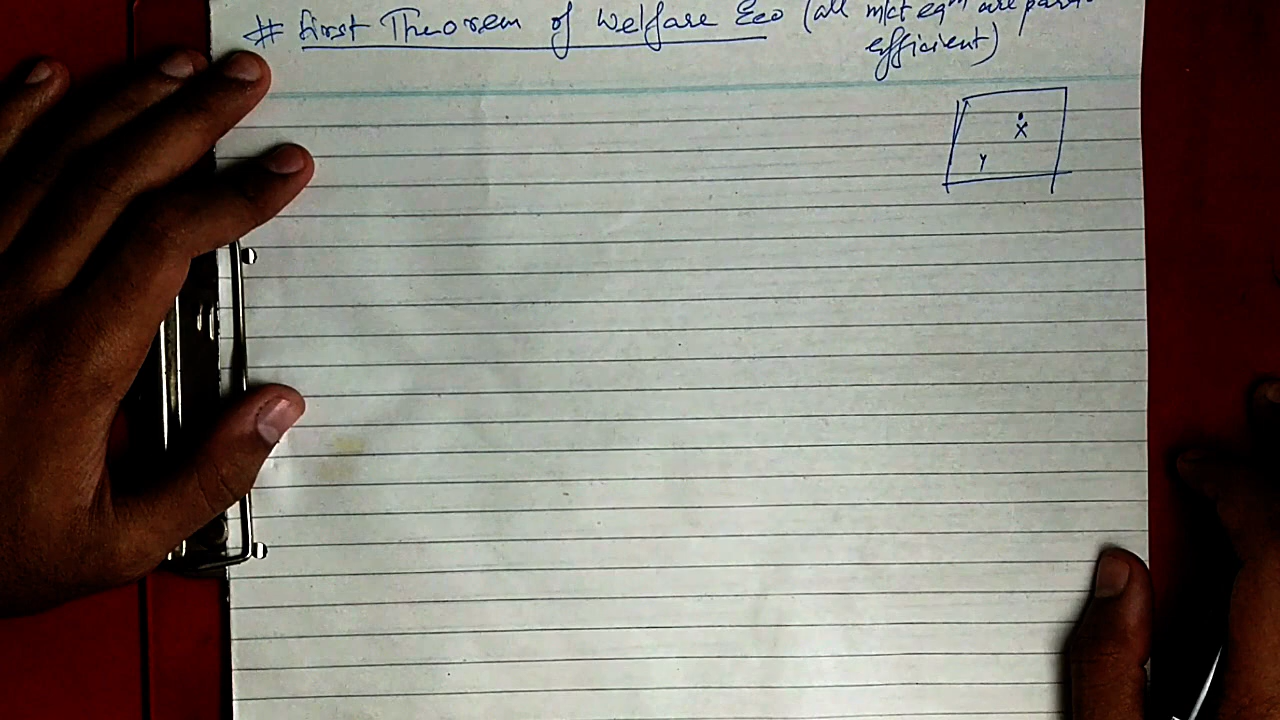 # First Theorem of Welfare Eco (all mkt eqᵐ are pareto
efficient)
X
Y